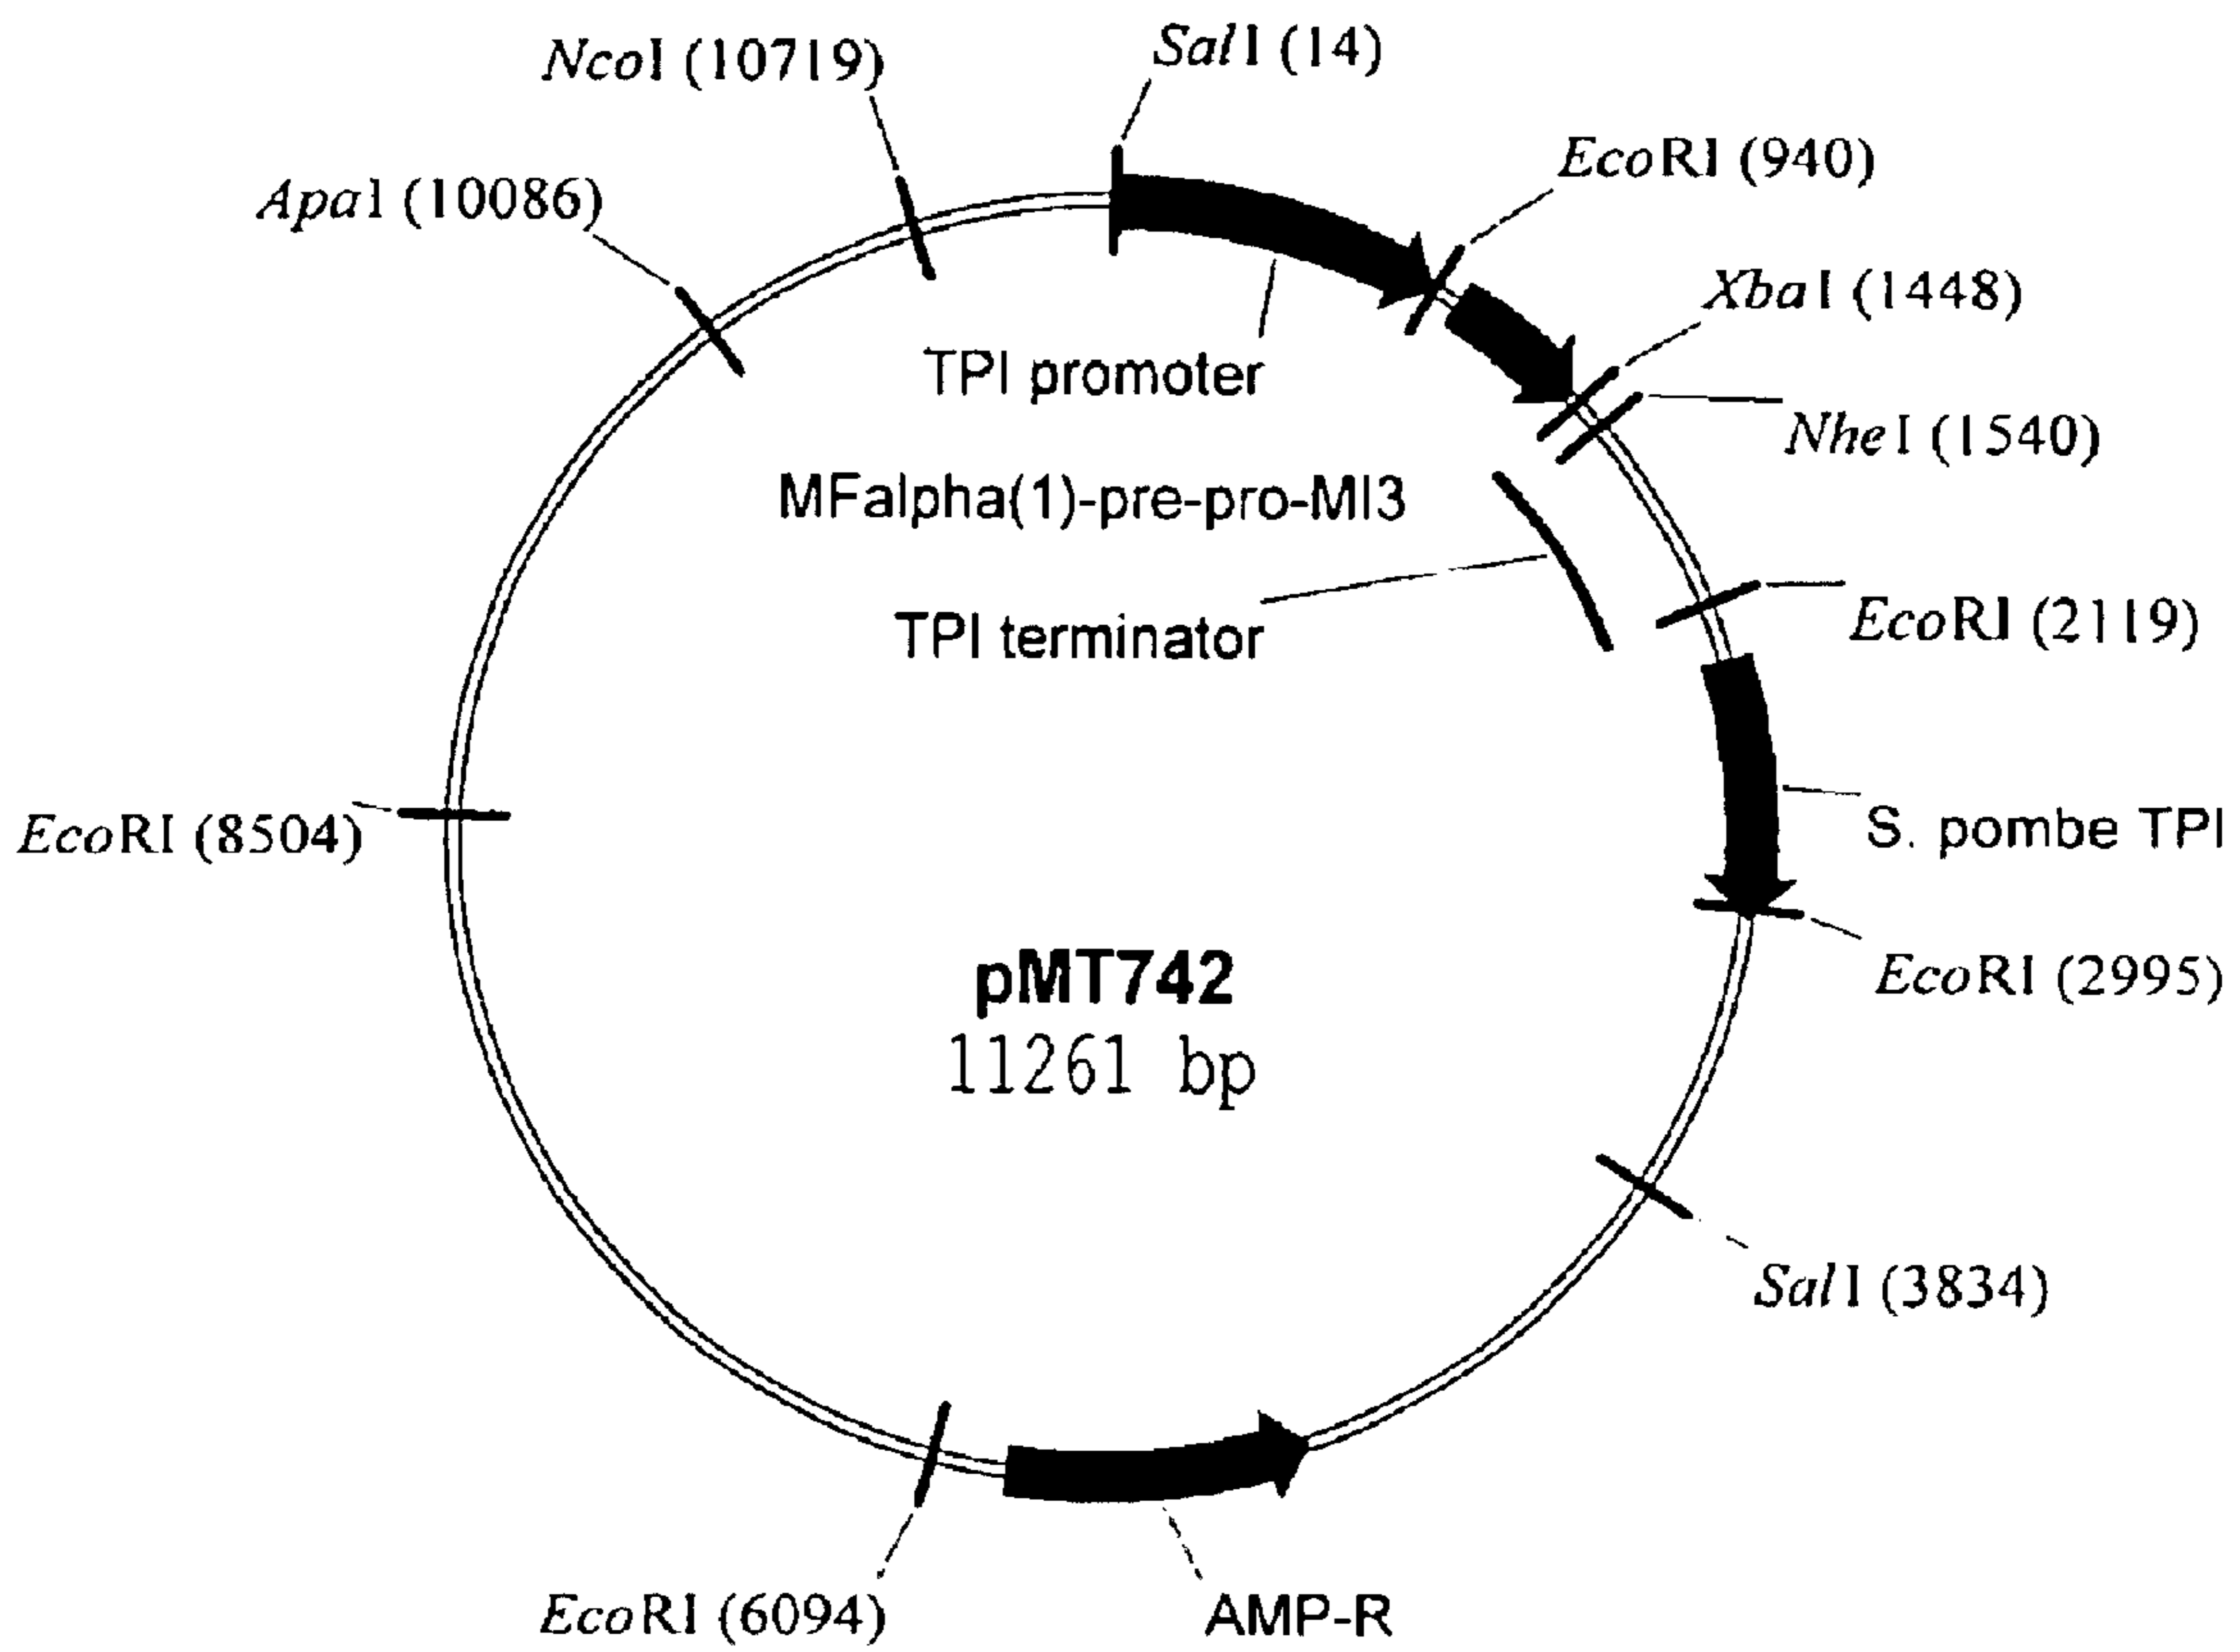 NcoI (10719)
SalI (14)
EcoRI (940)
ApaI (10086)
XbaI (1448)
TPI promoter
NheI (1540)
MFalpha(1)-pre-pro-MI3
TPI terminator
EcoRI (2119)
EcoRI (8504)
S. pombe TPI
pMT742
11261 bp
EcoRI (2995)
SalI (3834)
EcoRI (6094)
AMP-R